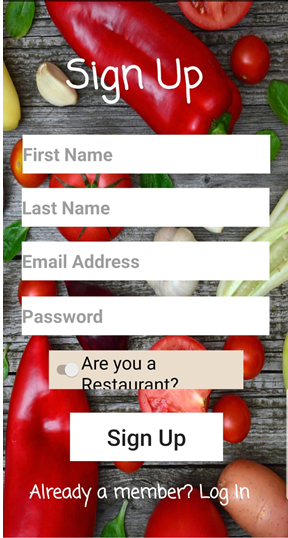 Sign Up
First Name
Last Name
Email Address
Password
Are you a
Restaurant?
Sign Up
Already a member? Log In